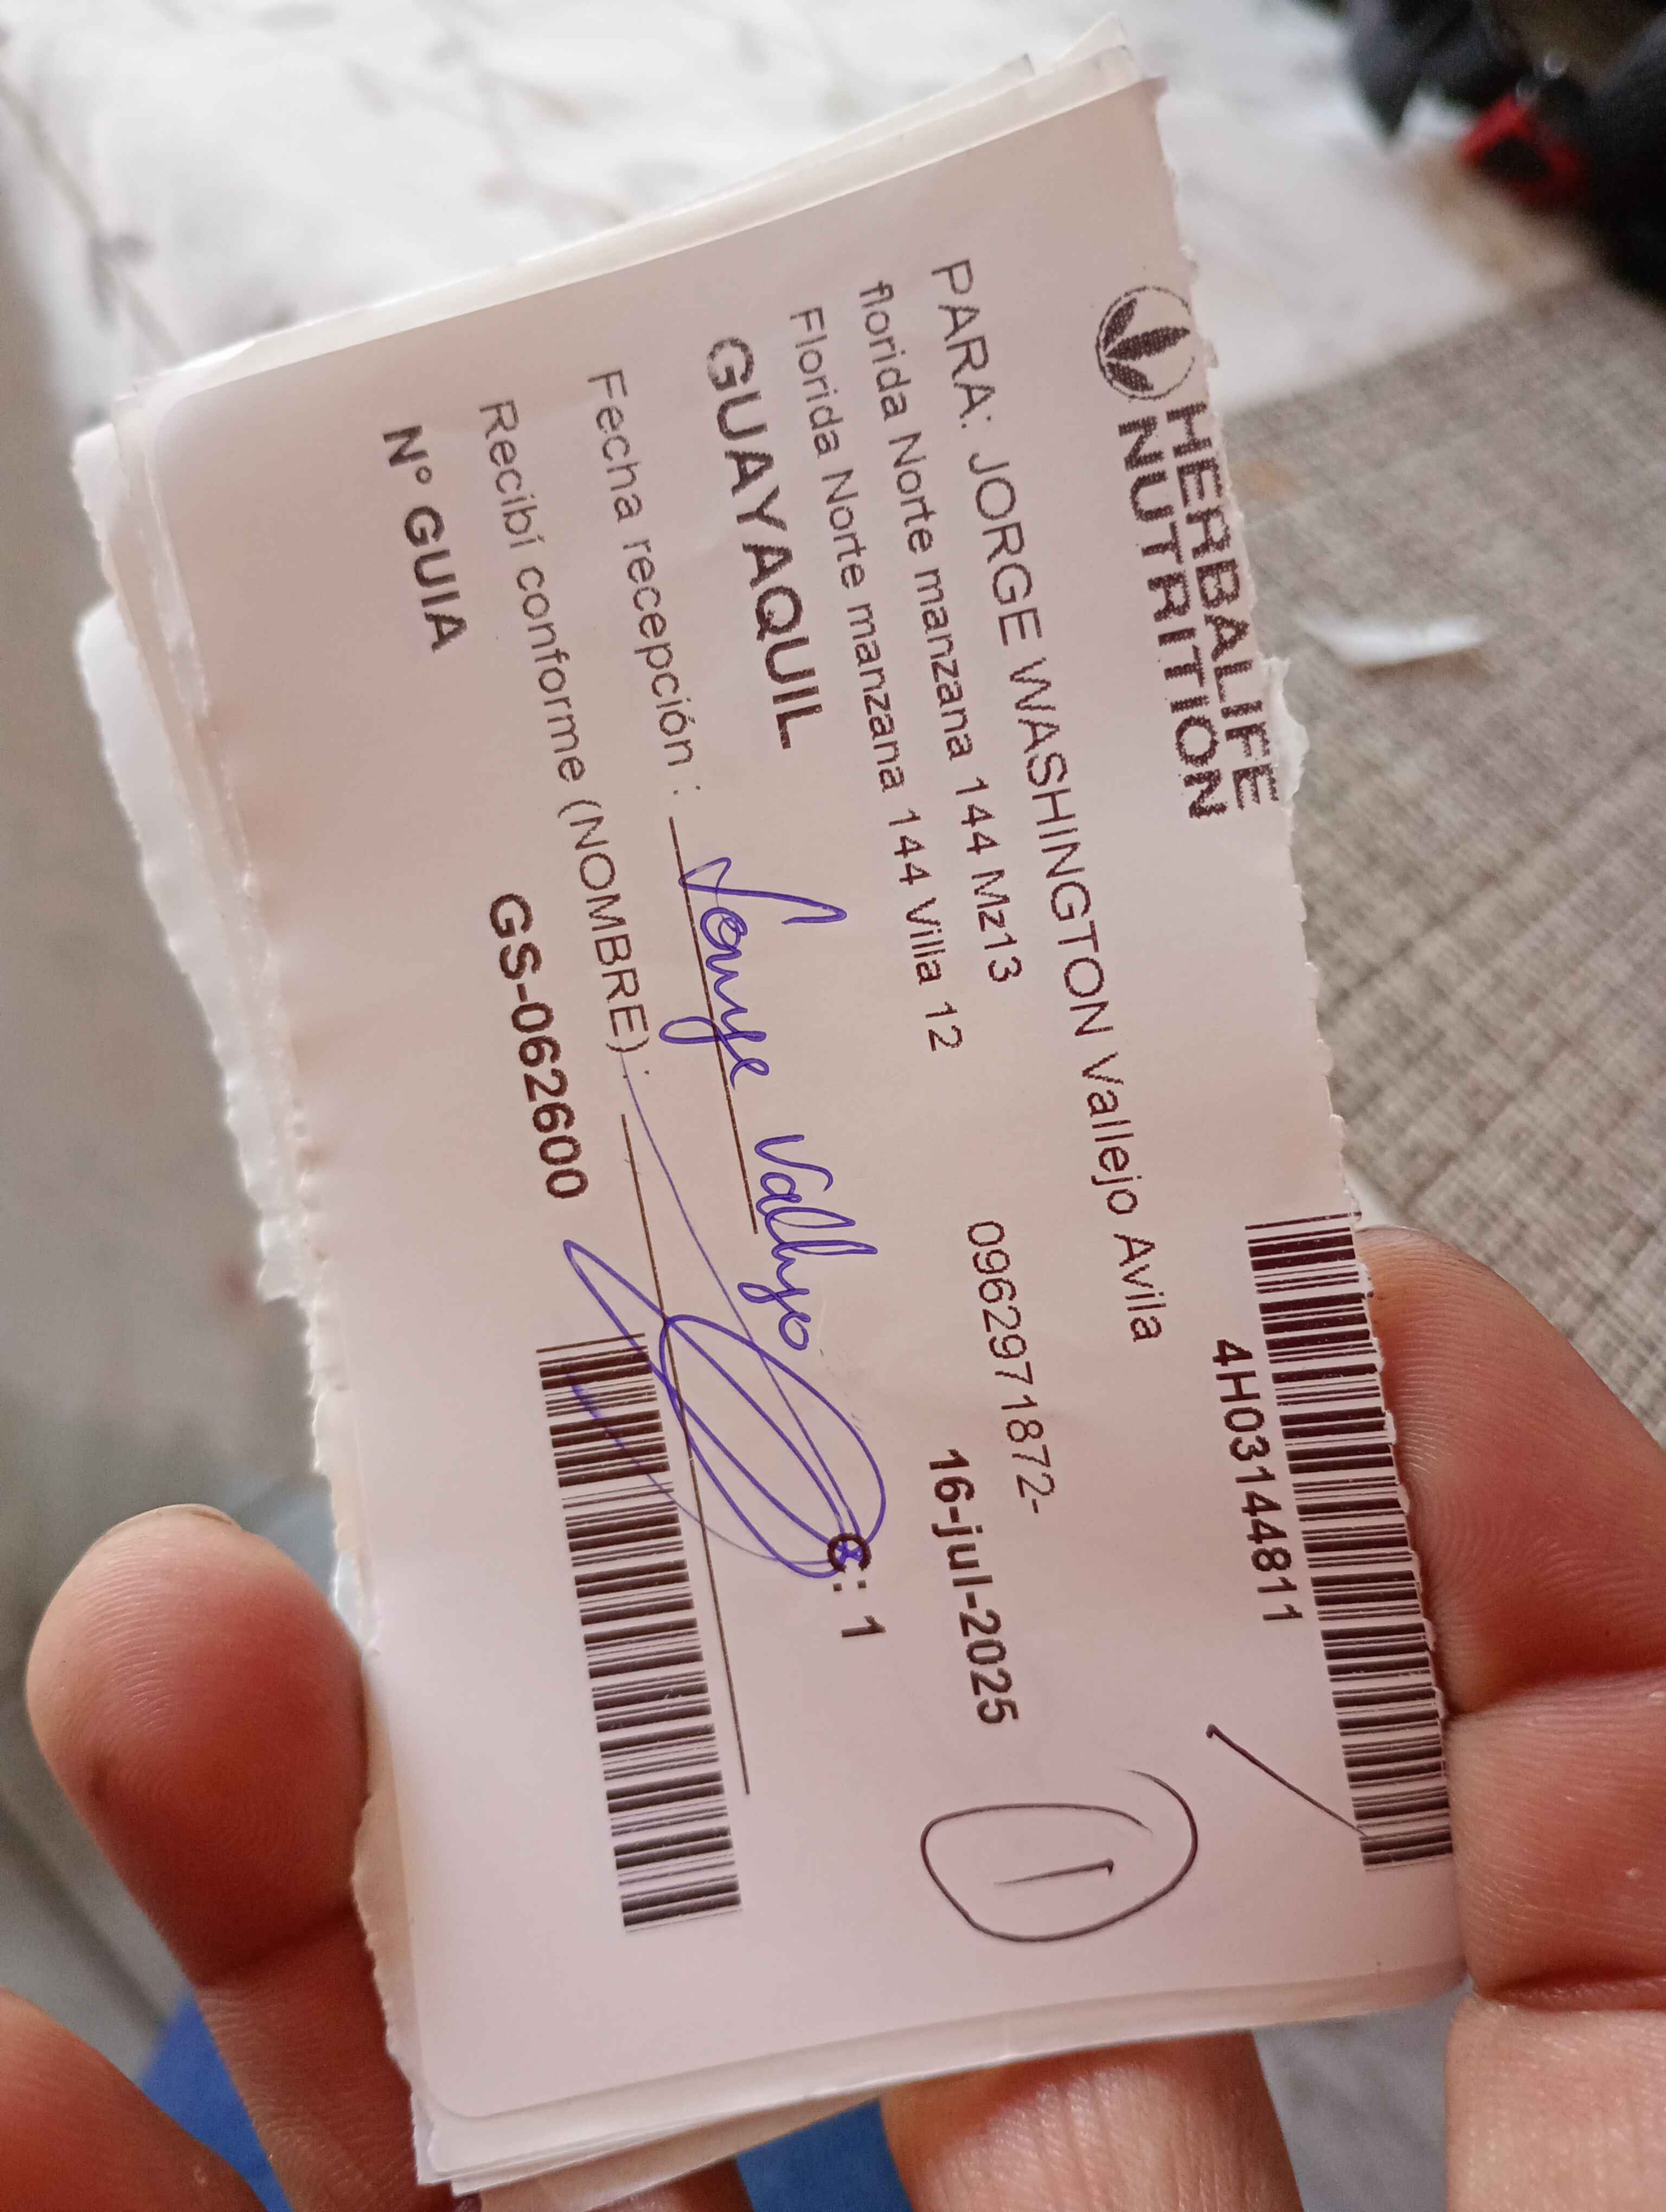 HERBALIFE
NUTRITION
4H03144811
PARA: JORGE WASHINGTON Vallejo Avila
florida Norte manzana 144 Mz13
0962971872-
Florida Norte manzana 144 Villa 12
16-jul-2025
1
GUAYAQUIL
C: 1
Fecha recepción : Jorge Vallejo
Recibí conforme (NOMBRE):
N° GUIA GS-062600